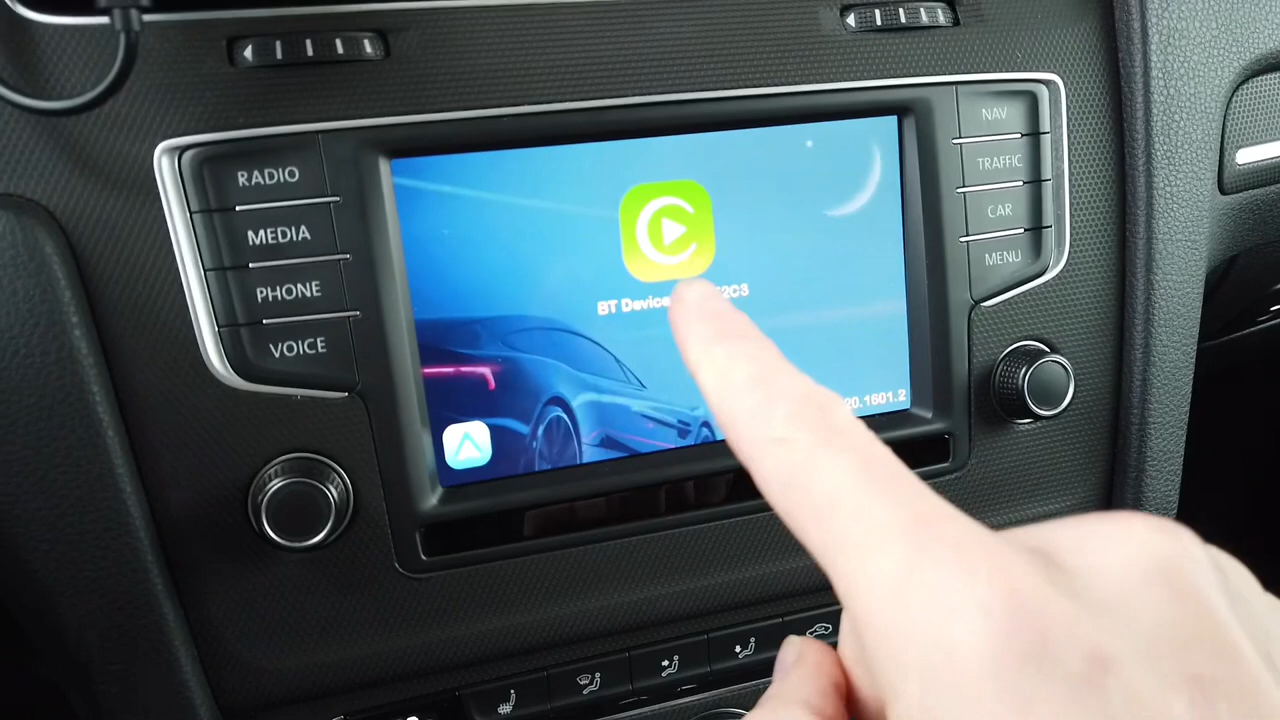 RADIO
MEDIA
PHONE
VOICE
BT Device
2C3
20.1601.2
NAV
TRAFFIC
CAR
MENU